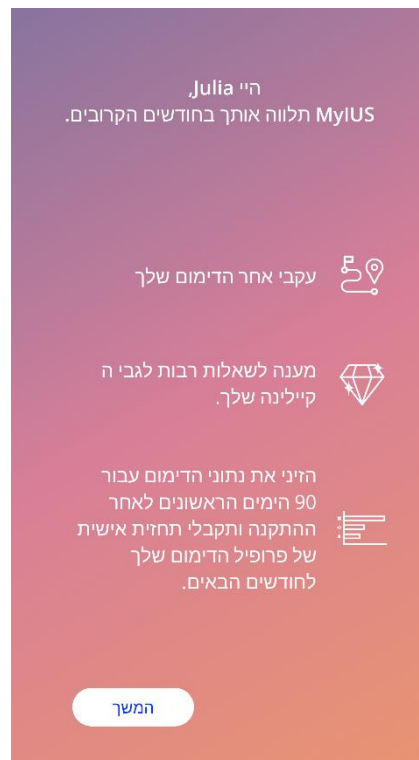 היי Julia,
MyIUS תלווה אותך בחודשים הקרובים.
עקבי אחר הדימום שלך
מענה לשאלות רבות לגבי ה
קיילינה שלך.
הזיני את נתוני הדימום עבור
90 הימים הראשונים לאחר
ההתקנה ותקבלי תחזית אישית
של פרופיל הדימום שלך
לחודשים הבאים.
המשך